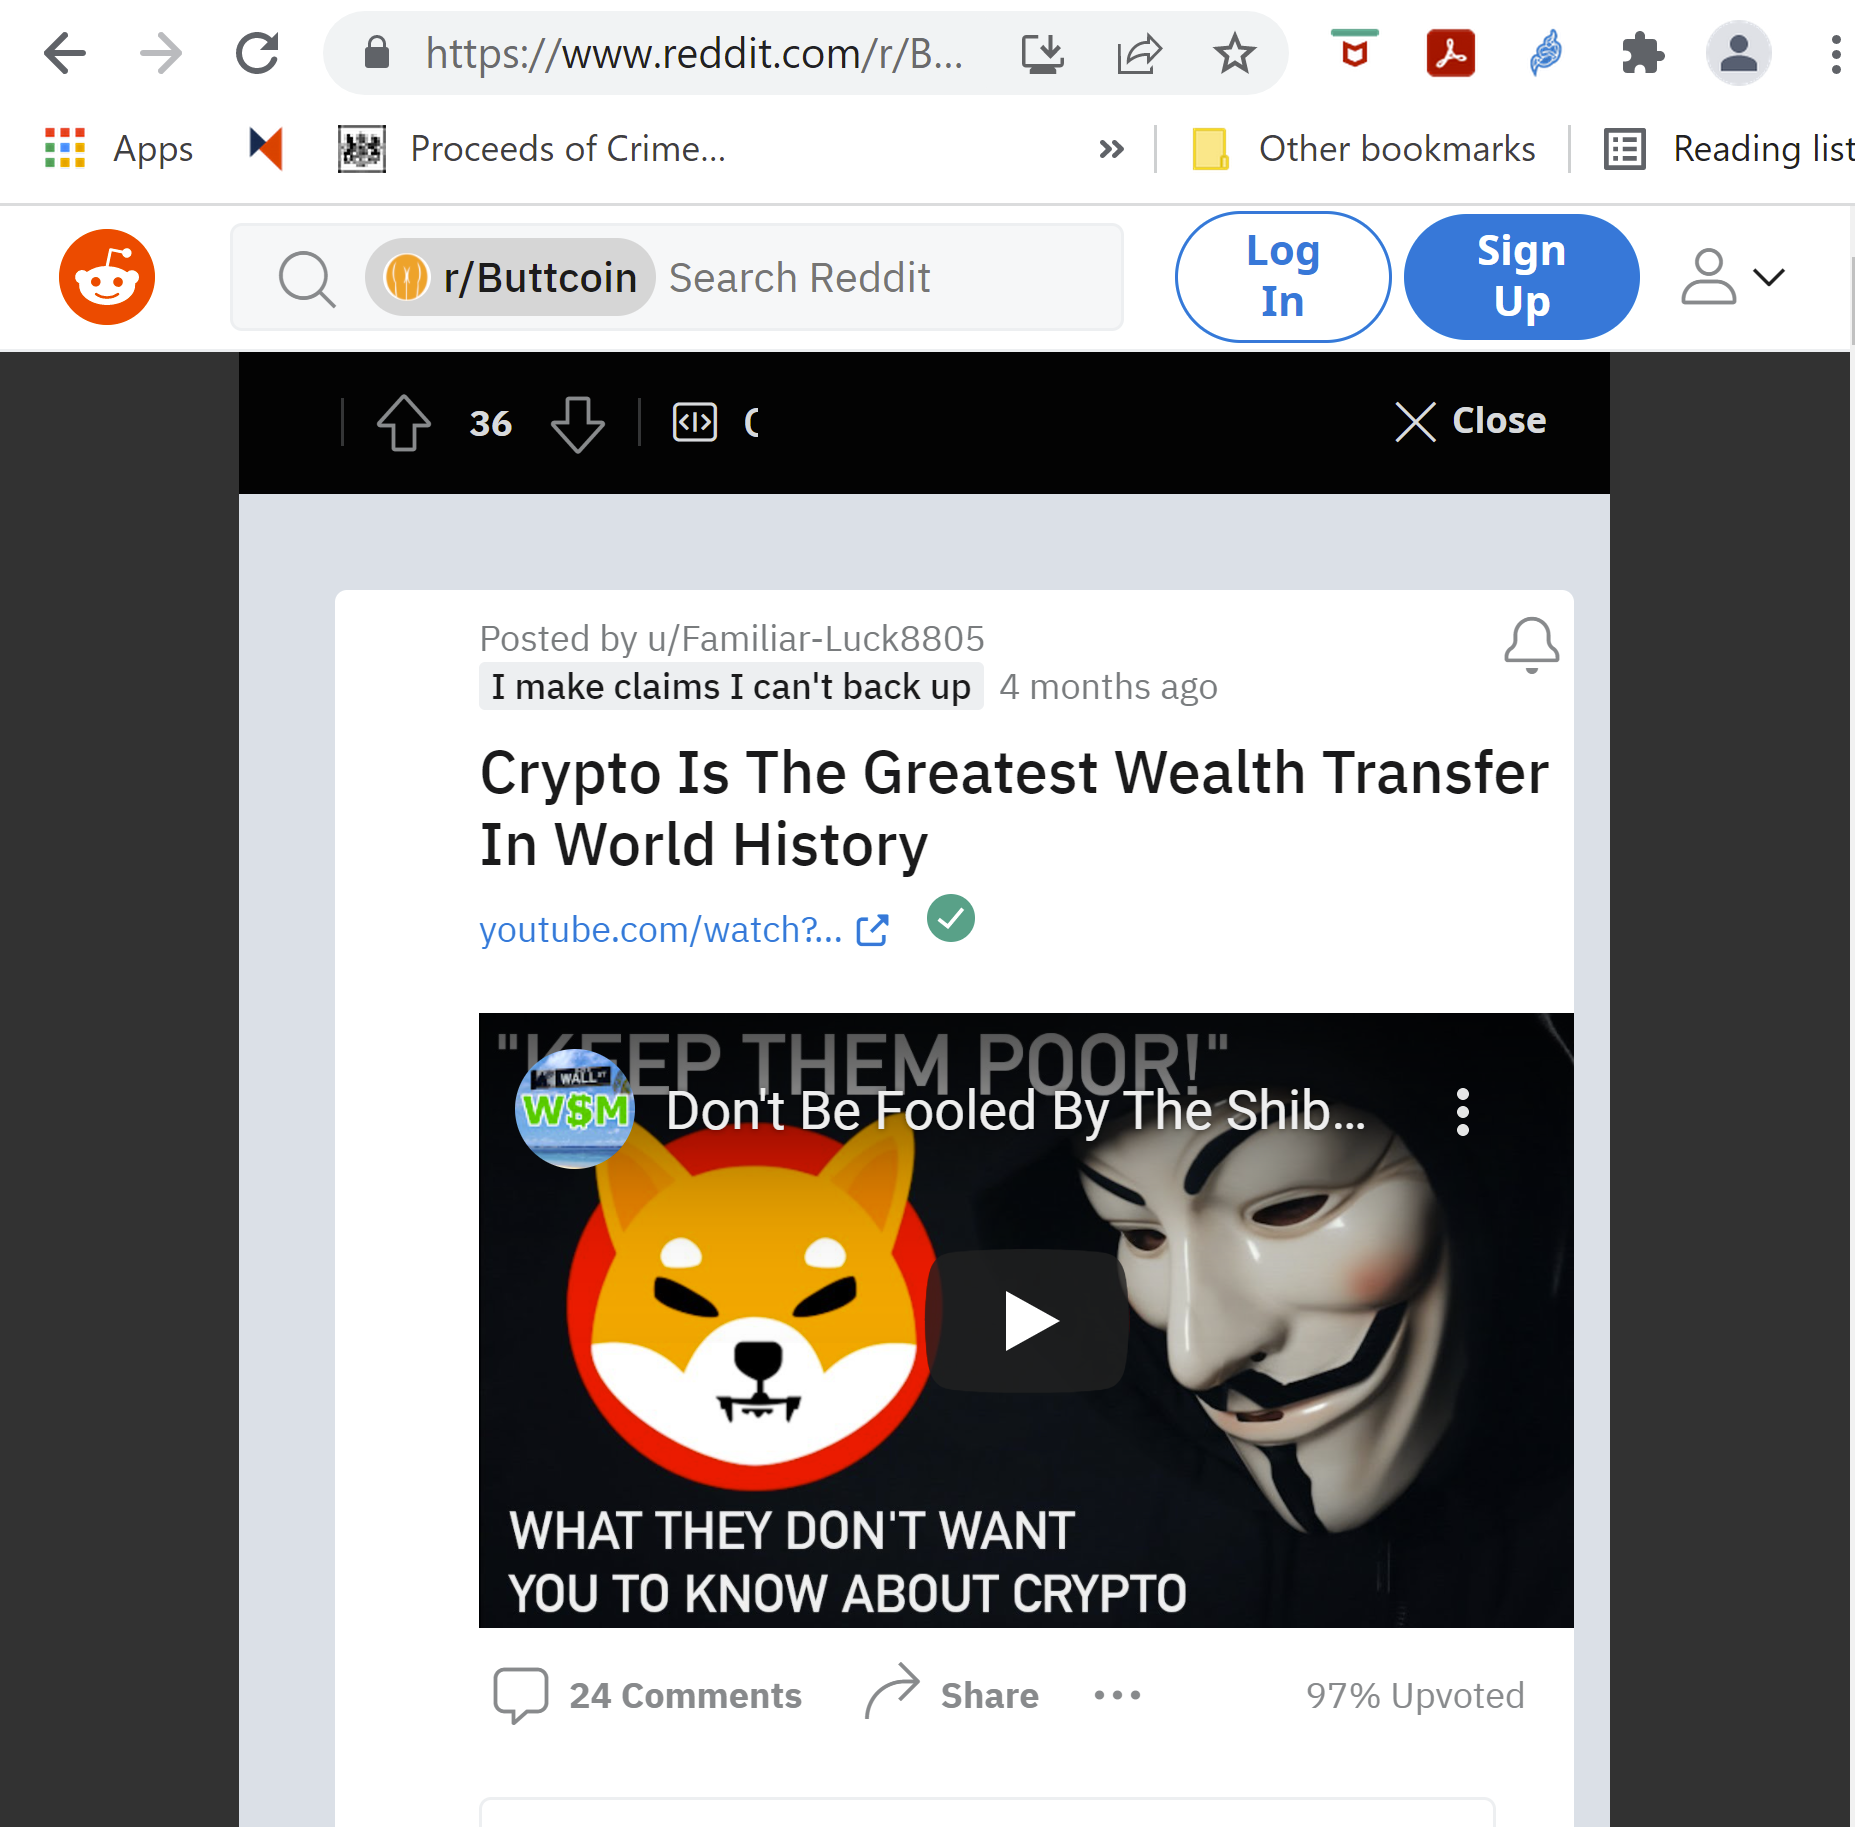 https://www.reddit.com/r/B...
Apps
Proceeds of Crime...
»
Other bookmarks
Reading list
r/Buttcoin Search Reddit
Log In
Sign Up
36
Close
Posted by u/Familiar-Luck8805
I make claims I can't back up 4 months ago
Crypto Is The Greatest Wealth Transfer
In World History
youtube.com/watch?...
"KEEP THEM POOR!"
WALL ST
W$M
Don't Be Fooled By The Shib...
WHAT THEY DON'T WANT
YOU TO KNOW ABOUT CRYPTO
24 Comments
Share
97% Upvoted